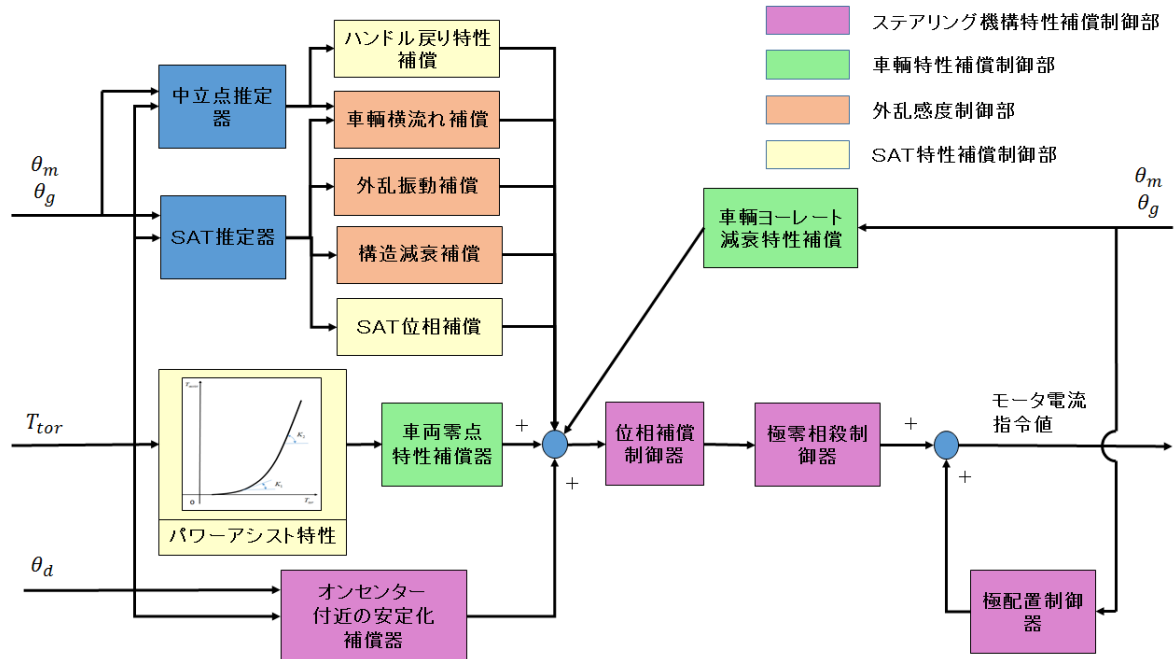 ハンドル戻り特性
補償
中立点推定
器
車輌横流れ補償
θm
θg
外乱振動補償
SAT推定器
構造減衰補償
SAT位相補償
ステアリング機構特性補償制御部
車輌特性補償制御部
外乱感度制御部
SAT特性補償制御部
車輌ヨーレート
減衰特性補償
θm
θg
Ttor
K2
K1
O
Ttor
パワーアシスト特性
車両零点
特性補償器
+
+
位相補償
制御器
極零相殺制
御器
+
+
モータ電流
指令値
θd
オンセンター
付近の安定化
補償器
極配置制御
器